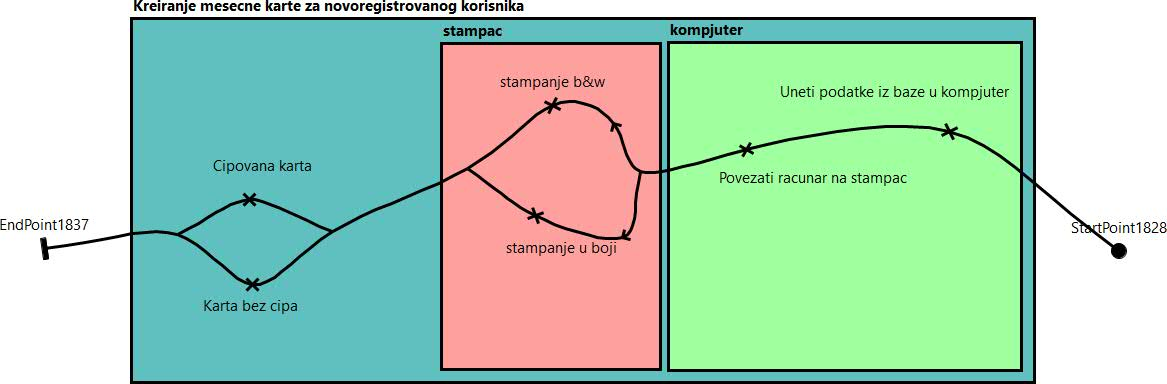 Kreiranje mesecne karte za novoregistrovanog korisnika
stampac
kompjuter
stampanje b&w
Uneti podatke iz baze u kompjuter
Cipovana karta
Povezati racunar na stampac
EndPoint1837
StartPoint1828
stampanje u boji
Karta bez cipa